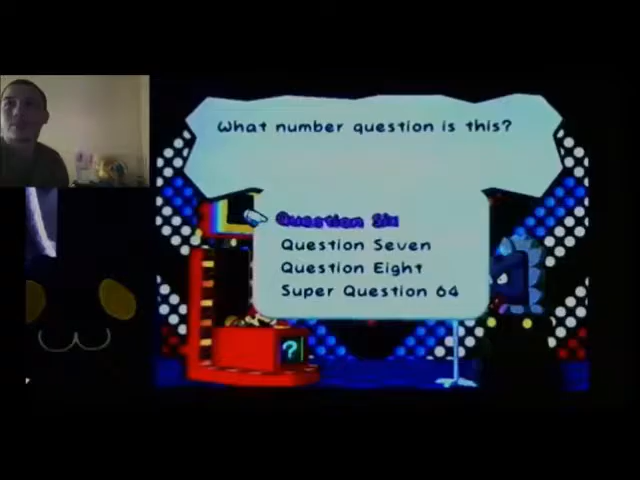 What number question is this?
Question Six
Question Seven
Question Eight
Super Question 64
?